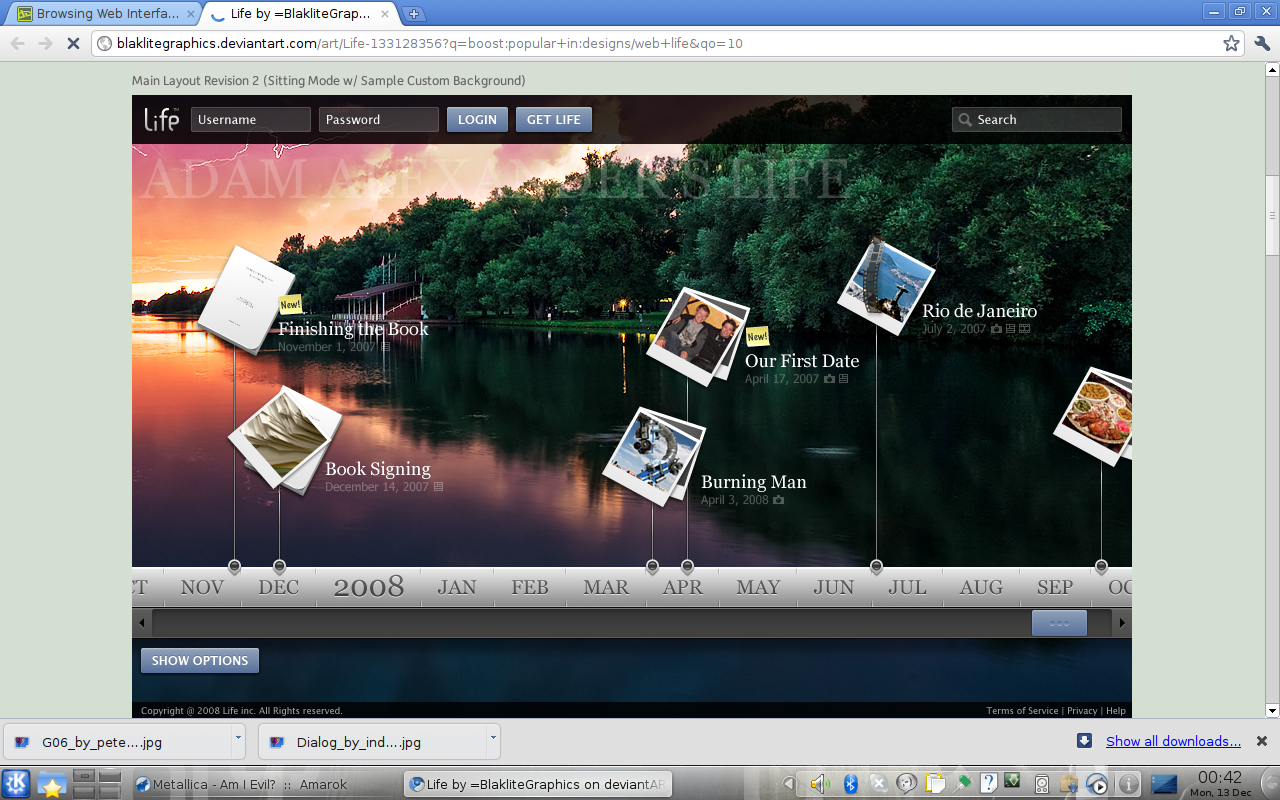 Browsing Web Interfa...
Life by =BlakliteGrap...
blaklitegraphics.deviantart.com/art/Life-133128356?q=boost:popular+in:designs/web+life&qo=10
Main Layout Revision 2 (Sitting Mode w/ Sample Custom Background)
Life
Username
Password
LOGIN
GET LIFE
Search
ADAM ALEXANDER'S LIFE
New!
Finishing the Book
November 1, 2007
Rio de Janeiro
July 2, 2007
New!
Our First Date
April 17, 2007
Book Signing
December 14, 2007
Burning Man
April 3, 2008
CT NOV DEC 2008 JAN FEB MAR APR MAY JUN JUL AUG SEP OC
SHOW OPTIONS
Copyright @ 2008 Life inc. All Rights reserved.
Terms of Service | Privacy | Help
G06_by_pete....jpg
Dialog_by_ind....jpg
Show all downloads...
Metallica - Am I Evil? :: Amarok
Life by =BlakliteGraphics on deviantAR
00:42
Mon, 13 Dec